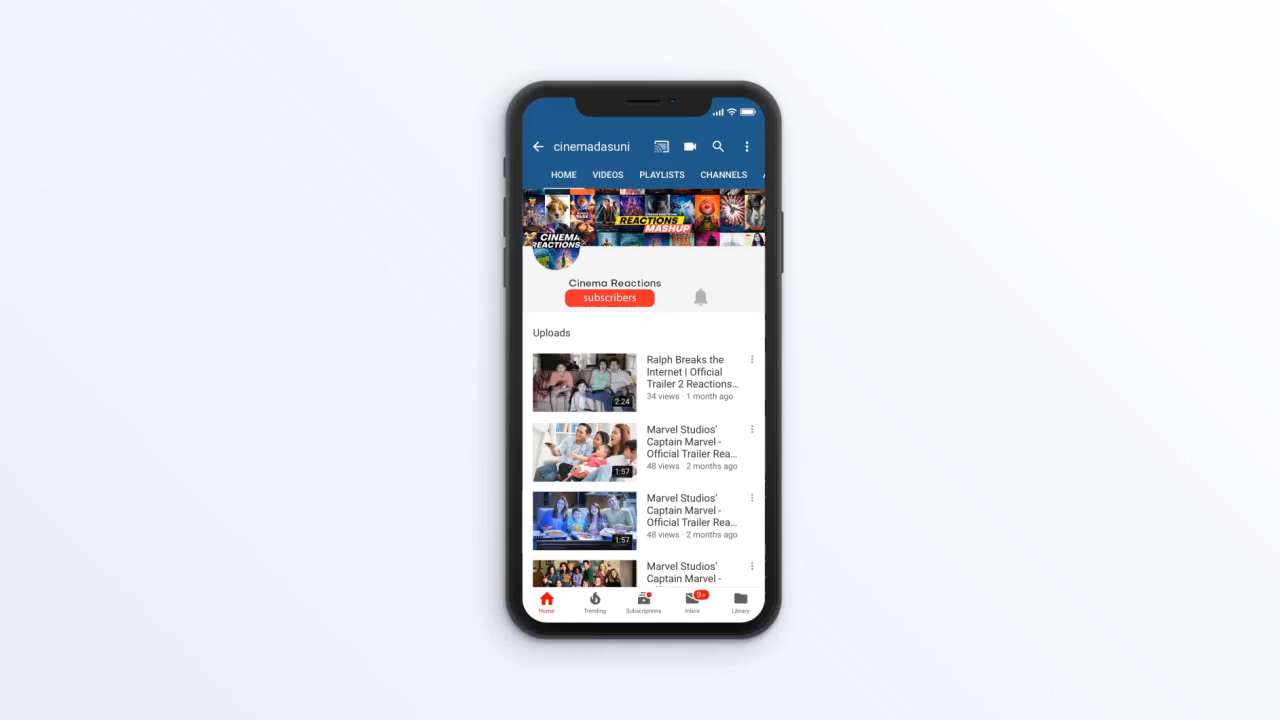 cinemadasuni
HOME VIDEOS PLAYLISTS CHANNELS
CINEMA REACTIONS
REACTIONS
MASHUP
CINEMA
REACTIONS
Cinema Reactions
subscribers
Uploads
Ralph Breaks the
Internet | Official
Trailer 2 Reactions...
34 views · 1 month ago
2:24
Marvel Studios'
Captain Marvel -
Official Trailer Rea...
48 views · 2 months ago
1:57
Marvel Studios'
Captain Marvel -
Official Trailer Rea...
48 views · 2 months ago
1:57
Marvel Studios'
Captain Marvel -
9+
Home Trending Subscriptions Inbox Library